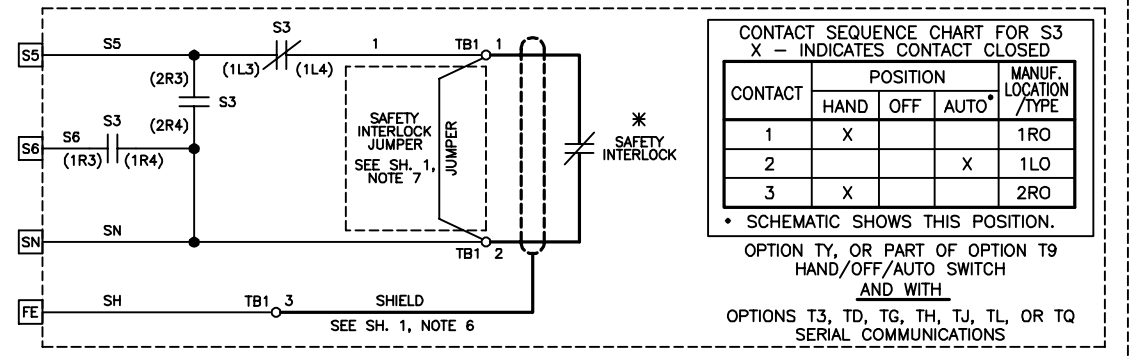 S5
S5
S3
(1L3)
(1L4)
1
TB1
1
(2R3)
S3
(2R4)
S3
S6
S6
(1R3)
(1R4)
SAFETY
INTERLOCK
JUMPER
SEE SH. 1,
NOTE 7
JUMPER
*
SAFETY
INTERLOCK
SN
SN
TB1
2
FE
SH
TB1
3
SHIELD
SEE SH. 1, NOTE 6
CONTACT SEQUENCE CHART FOR S3
X – INDICATES CONTACT CLOSED
CONTACT
POSITION
MANUF.
LOCATION
/TYPE
HAND OFF AUTO•
1 X 1RO
2 X 1LO
3 X 2RO
• SCHEMATIC SHOWS THIS POSITION.
OPTION TY, OR PART OF OPTION T9
HAND/OFF/AUTO SWITCH
AND WITH
OPTIONS T3, TD, TG, TH, TJ, TL, OR TQ
SERIAL COMMUNICATIONS